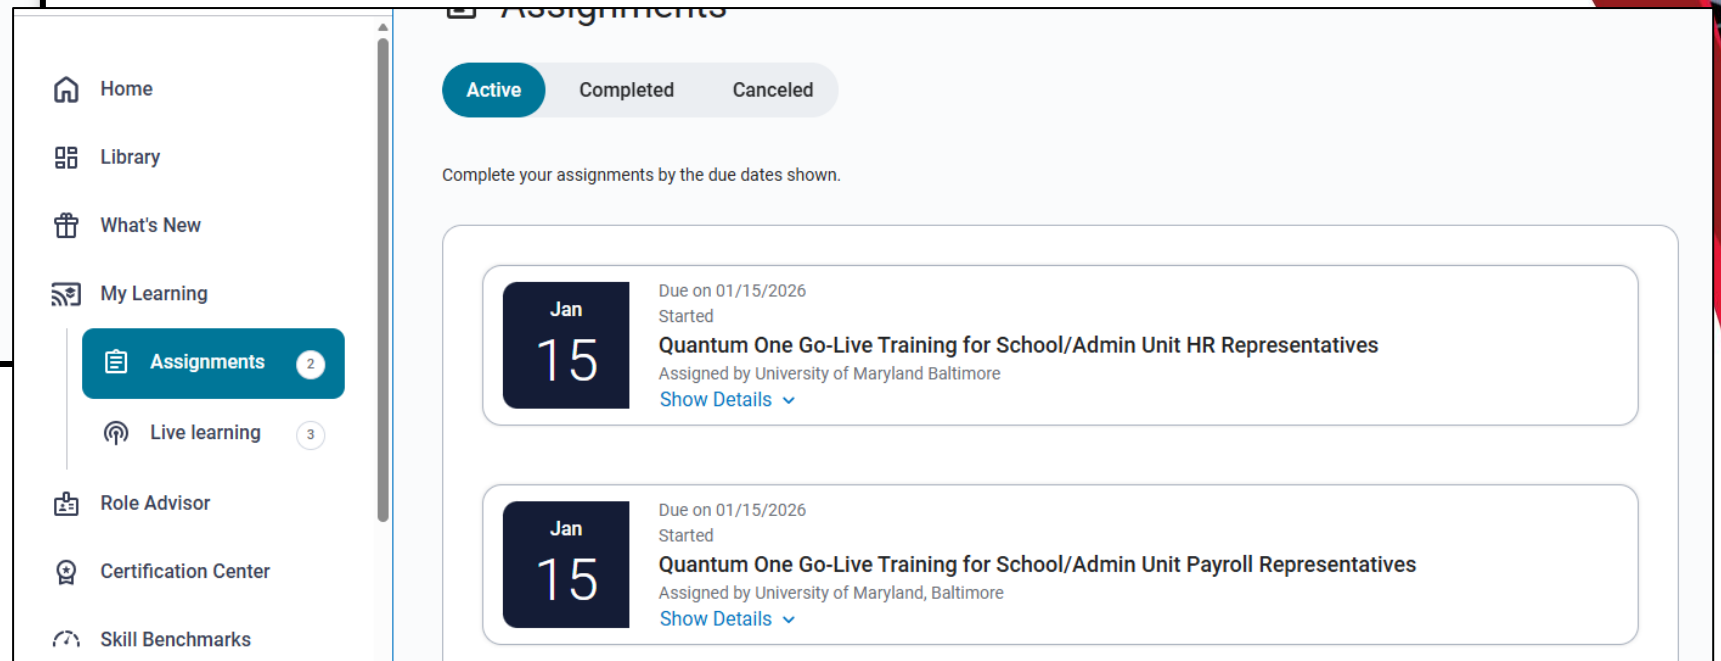 Assignments
Home
Library
What's New
My Learning
Assignments 2
Live learning 3
Role Advisor
Certification Center
Skill Benchmarks
Active Completed Canceled
Complete your assignments by the due dates shown.
Jan
15
Due on 01/15/2026
Started
Quantum One Go-Live Training for School/Admin Unit HR Representatives
Assigned by University of Maryland Baltimore
Show Details
Jan
15
Due on 01/15/2026
Started
Quantum One Go-Live Training for School/Admin Unit Payroll Representatives
Assigned by University of Maryland, Baltimore
Show Details